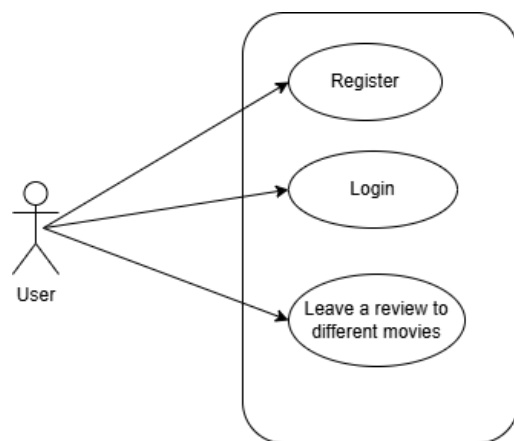 Register
Login
User
Leave a review to
different movies